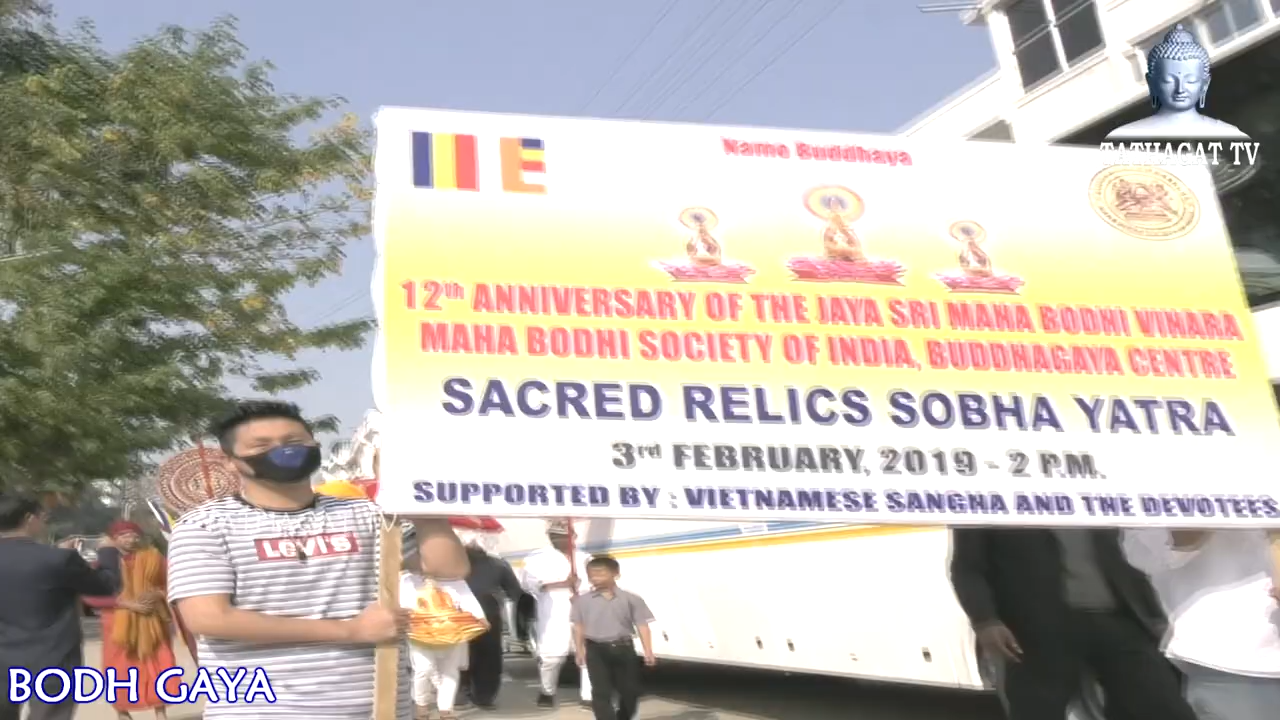 TATHAGAT TV
Namo Buddhaya
12th ANNIVERSARY OF THE JAYA SRI MAHA BODHI VIHARA
MAHA BODHI SOCIETY OF INDIA, BUDDHAGAYA CENTRE
SACRED RELICS SOBHA YATRA
3rd FEBRUARY, 2019 - 2 P.M.
SUPPORTED BY : VIETNAMESE SANGHA AND THE DEVOTEES
LEVI'S
BODH GAYA